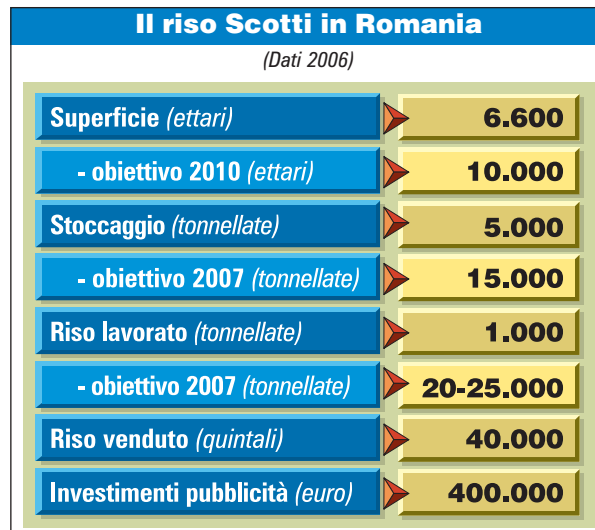 Il riso Scotti in Romania
(Dati 2006)
Superficie (ettari) 6.600
- obiettivo 2010 (ettari) 10.000
Stoccaggio (tonnellate) 5.000
- obiettivo 2007 (tonnellate) 15.000
Riso lavorato (tonnellate) 1.000
- obiettivo 2007 (tonnellate) 20-25.000
Riso venduto (quintali) 40.000
Investimenti pubblicità (euro) 400.000